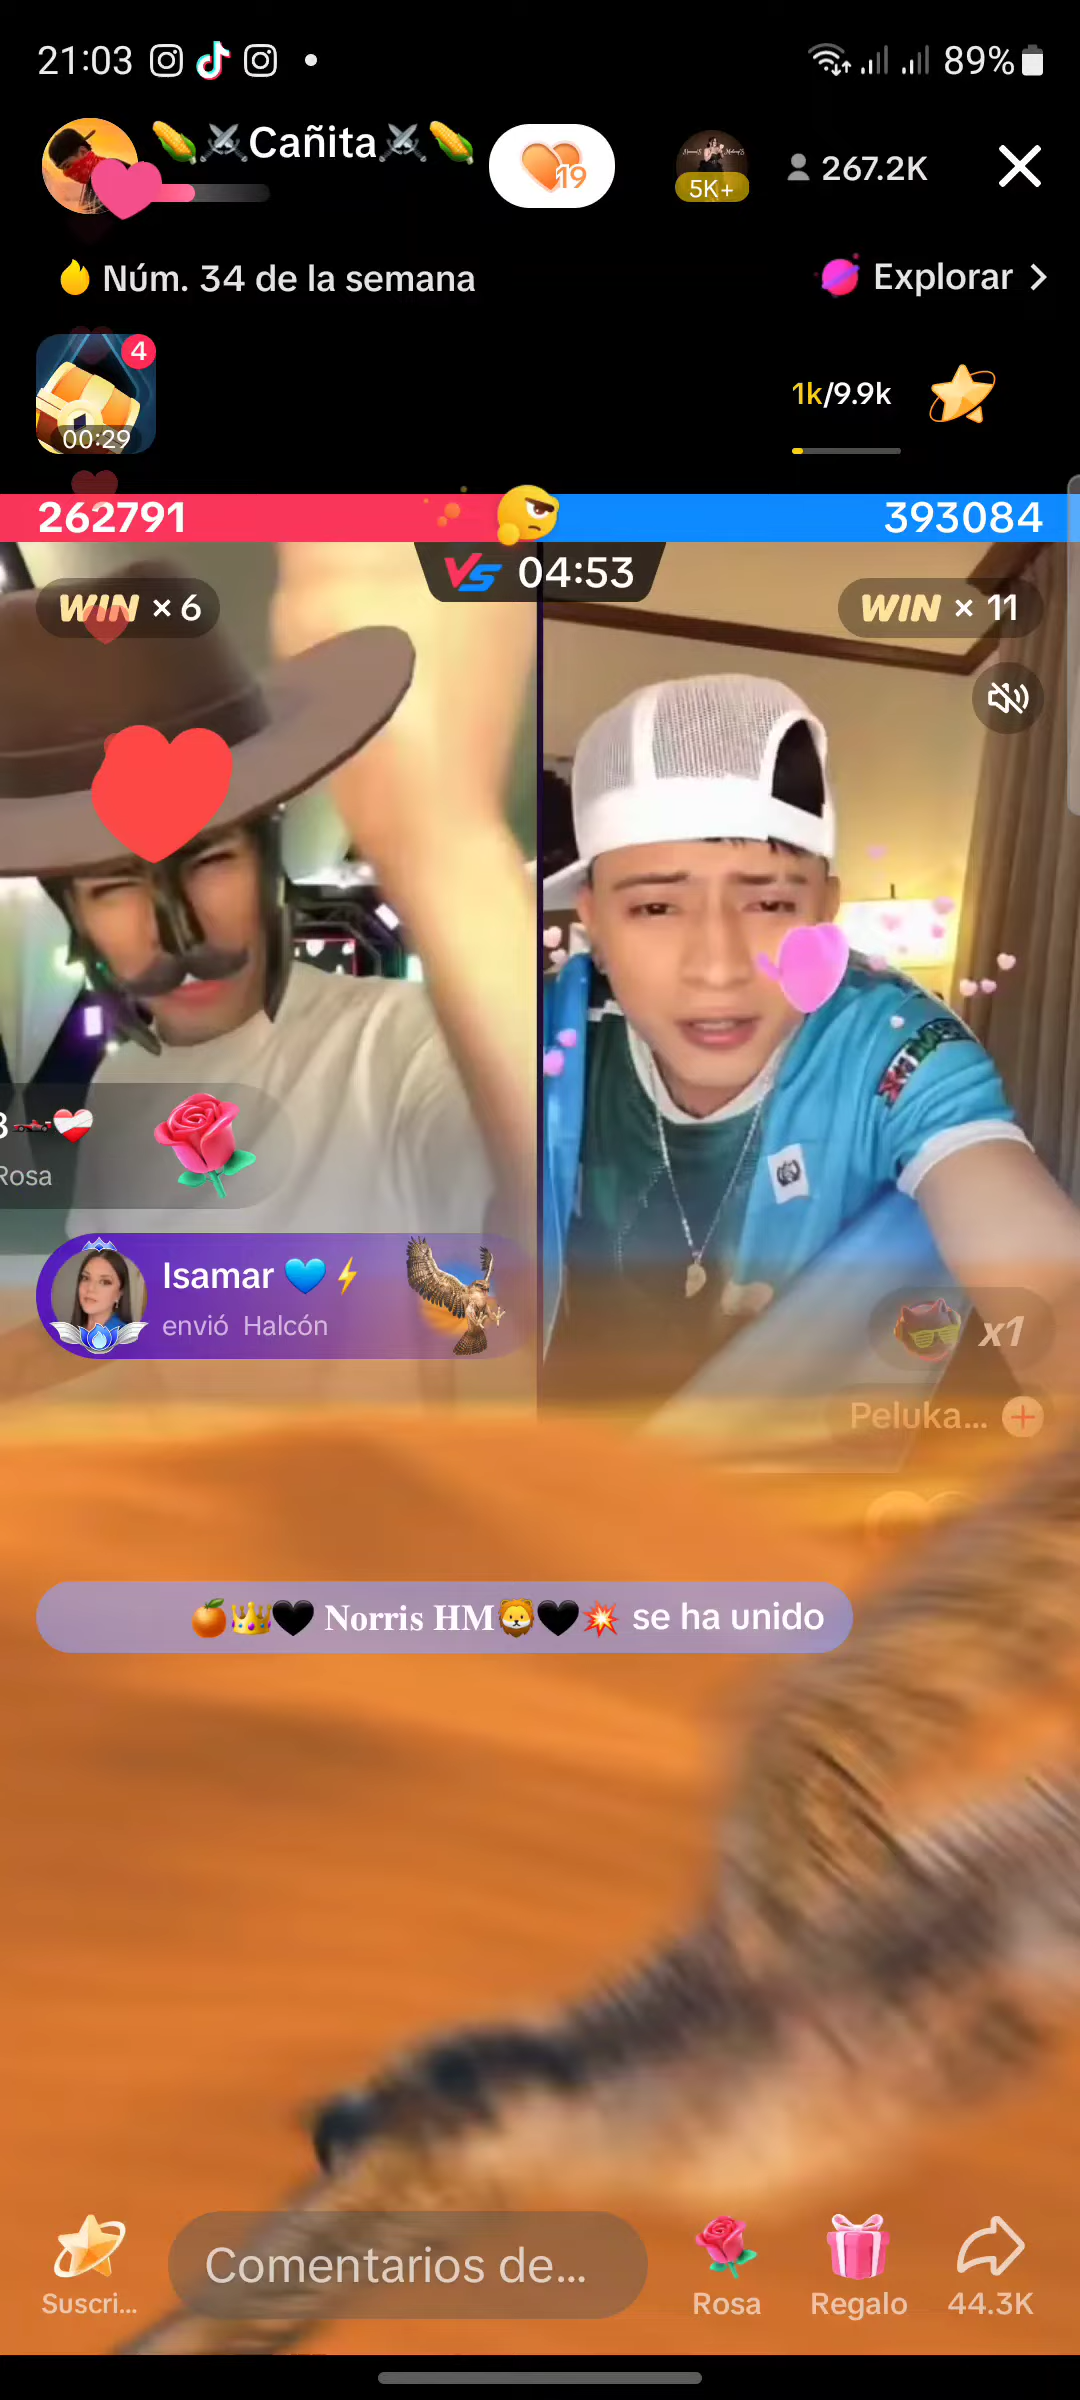 21:03
89%
🌽⚔️Cañita⚔️🌽
19
5K+
267.2K
Núm. 34 de la semana
Explorar
4
00:29
1k/9.9k
262791
393084
VS 04:53
WIN × 6
WIN × 11
Rosa
Isamar 💙⚡
envió Halcón
x1
Peluka...
🍊👑🖤 Norris HM🦁🖤💥 se ha unido
Suscri...
Comentarios de...
Rosa
Regalo
44.3K